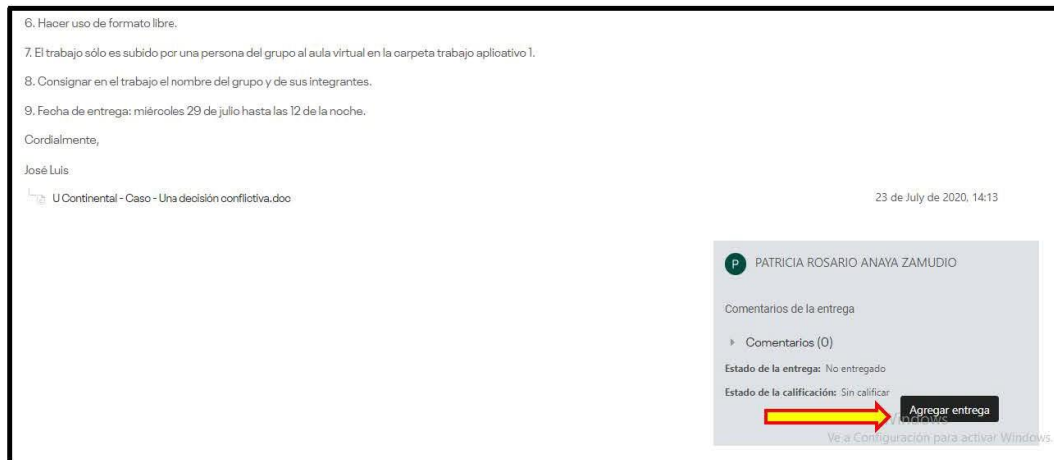 6. Hacer uso de formato libre.
7. El trabajo sólo es subido por una persona del grupo al aula virtual en la carpeta trabajo aplicativo 1.
8. Consignar en el trabajo el nombre del grupo y de sus integrantes.
9. Fecha de entrega: miércoles 29 de julio hasta las 12 de la noche.
Cordialmente,
José Luis
U Continental - Caso - Una decisión conflictiva.doc
23 de July de 2020, 14:13
P PATRICIA ROSARIO ANAYA ZAMUDIO
Comentarios de la entrega
Comentarios (0)
Estado de la entrega: No entregado
Estado de la calificación: Sin calificar
Agregar entrega
Windows
Ve a Configuración para activar Windows.